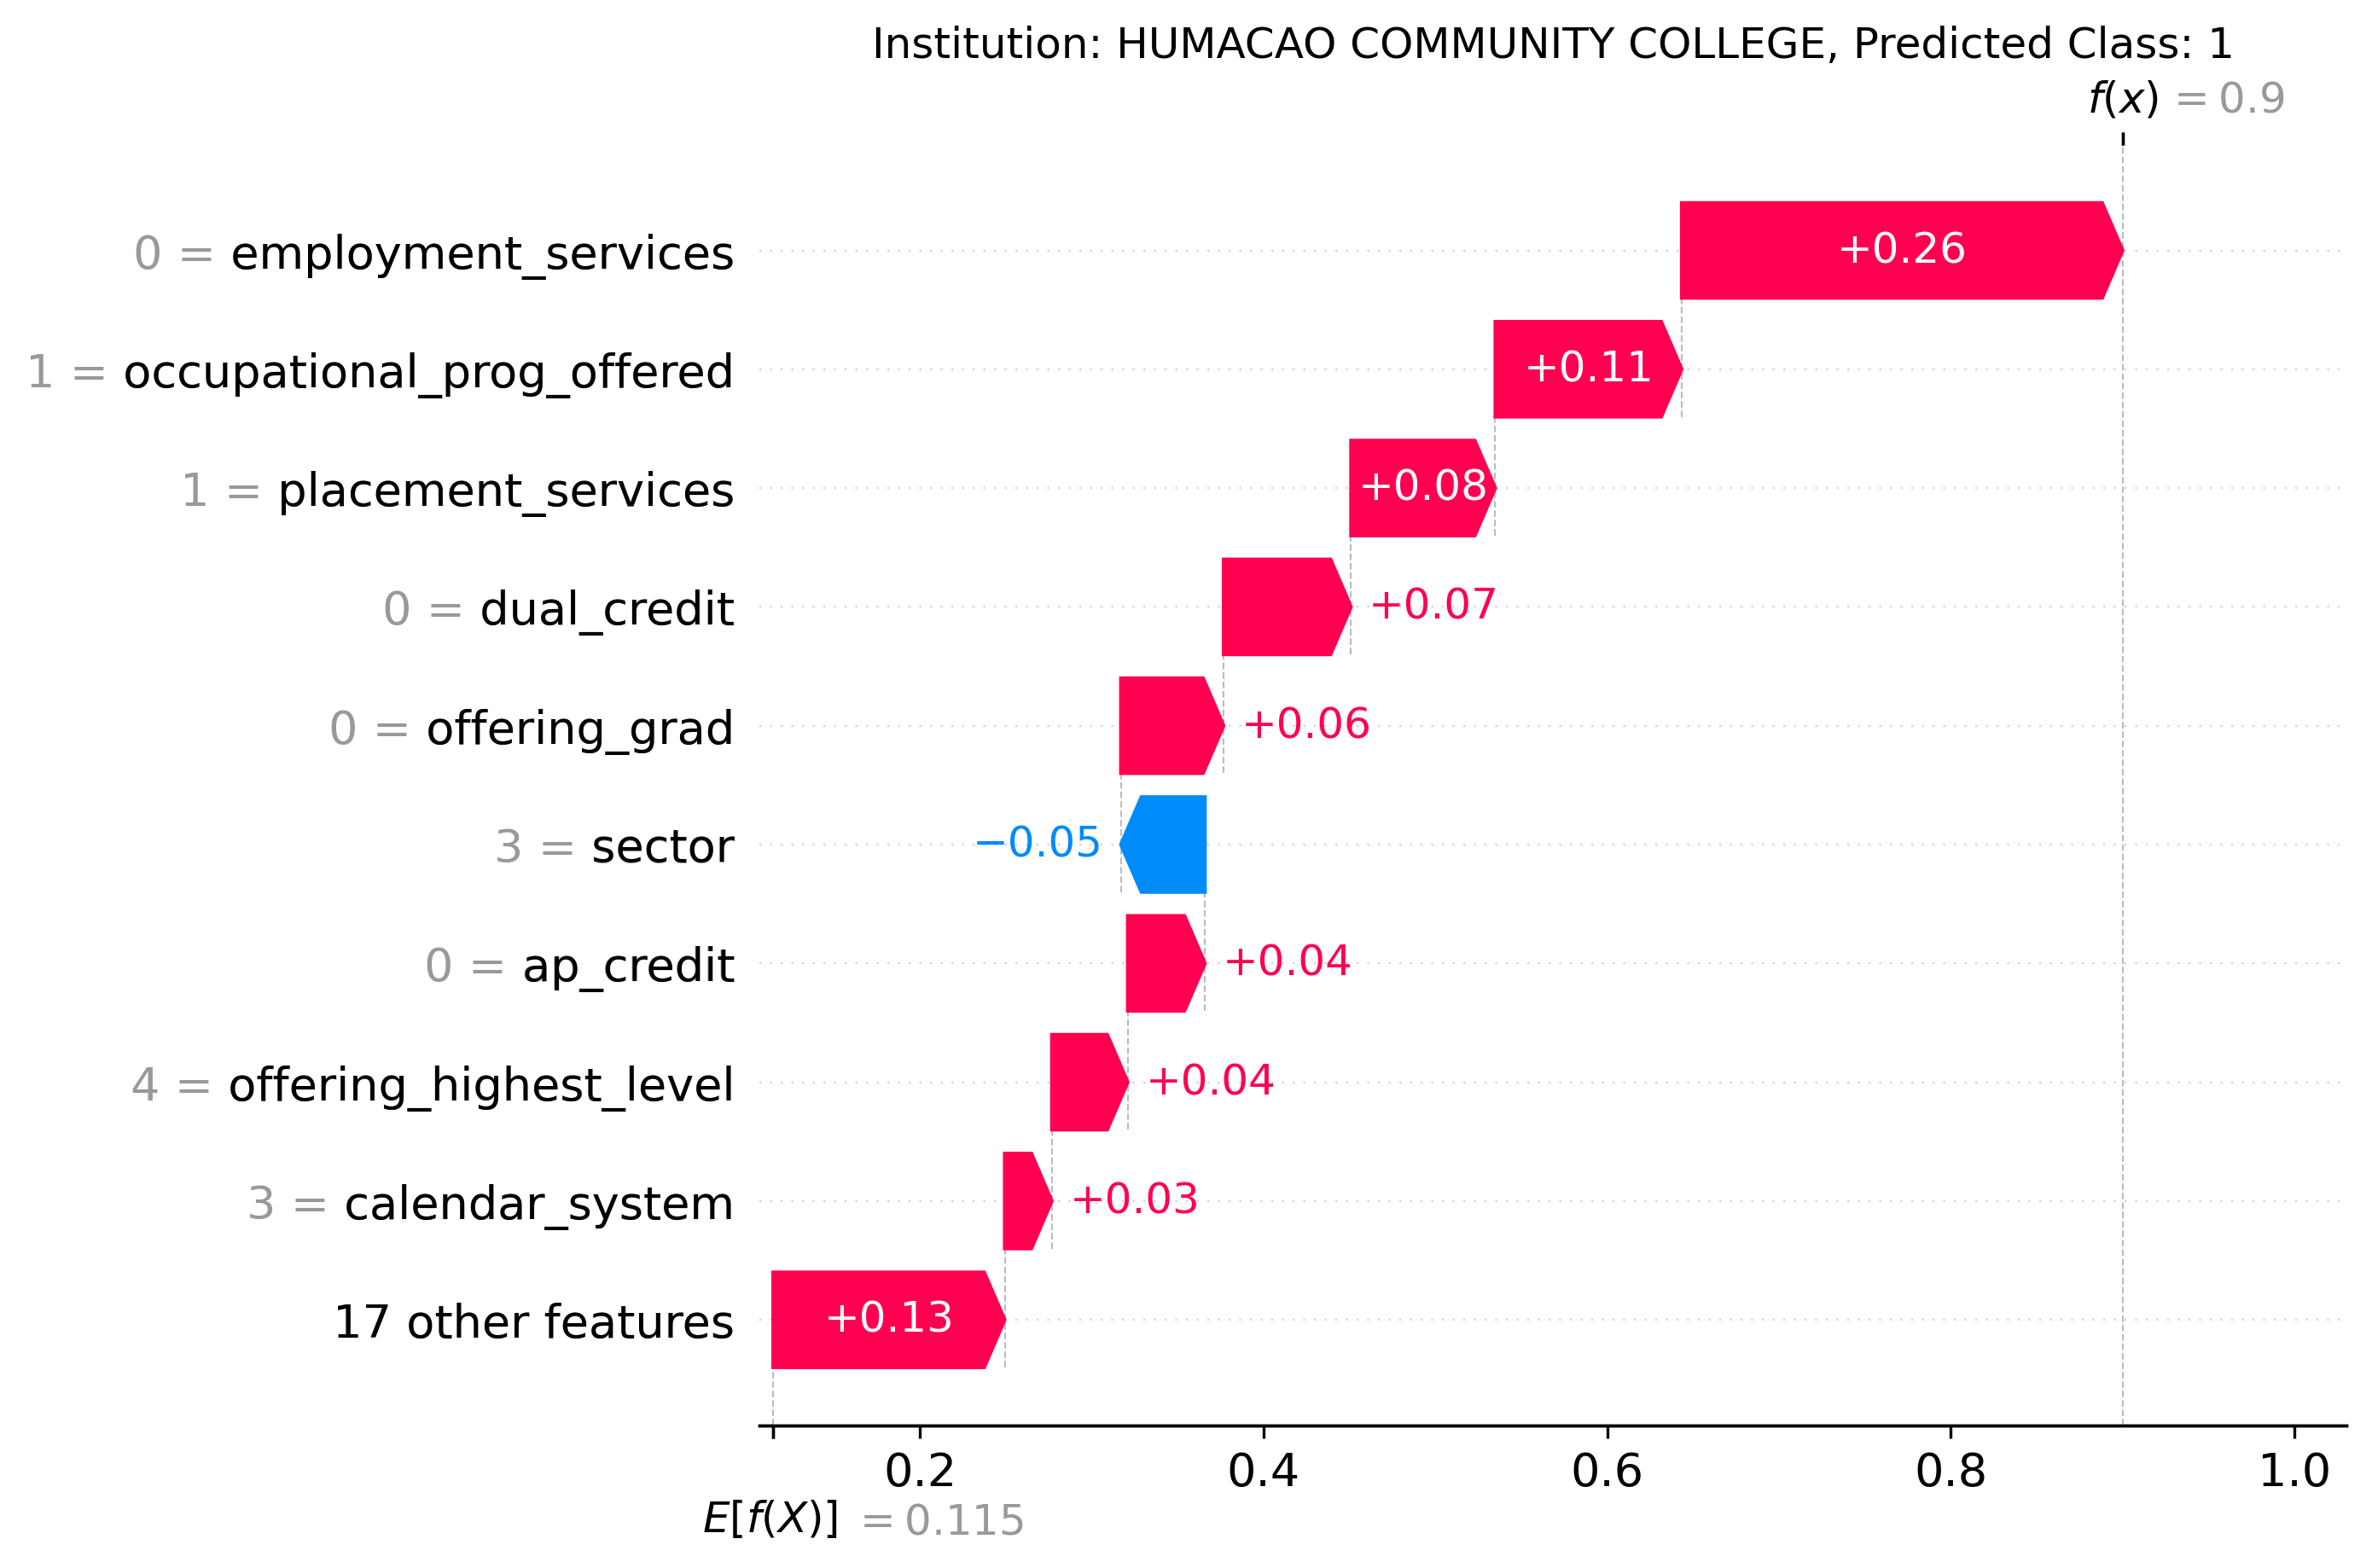 Institution: HUMACAO COMMUNITY COLLEGE, Predicted Class: 1
f(x) = 0.9
0 = employment_services +0.26
1 = occupational_prog_offered +0.11
1 = placement_services +0.08
0 = dual_credit +0.07
0 = offering_grad +0.06
3 = sector −0.05
0 = ap_credit +0.04
4 = offering_highest_level +0.04
3 = calendar_system +0.03
17 other features +0.13
0.2 0.4 0.6 0.8 1.0
E[f(X)] = 0.115